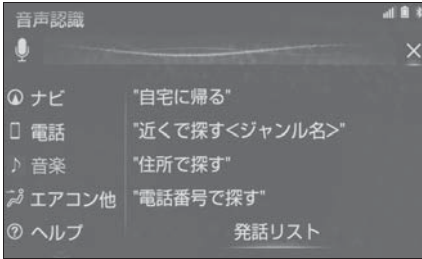 音声認識
ナビ
"自宅に帰る"
電話
"近くで探す<ジャンル名>"
音楽
"住所で探す"
エアコン他
"電話番号で探す"
ヘルプ
発話リスト